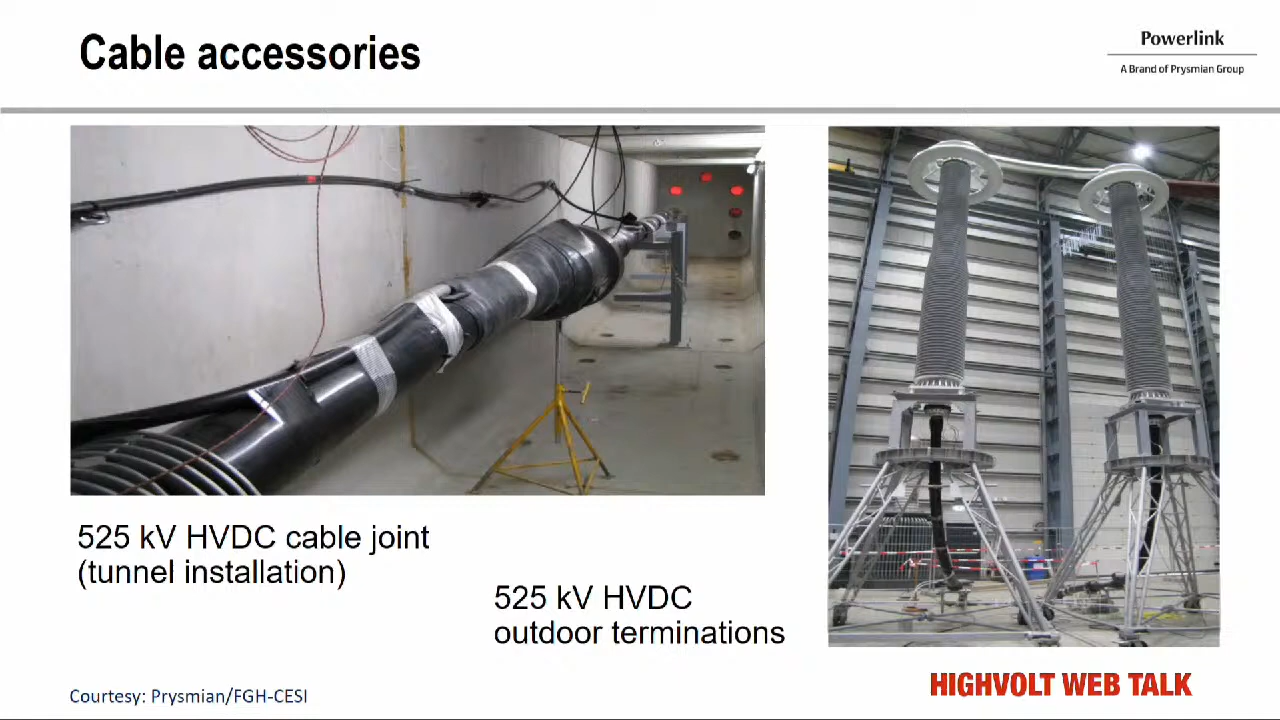 Cable accessories
Powerlink
A Brand of Prysmian Group
525 kV HVDC cable joint
(tunnel installation)
525 kV HVDC
outdoor terminations
Courtesy: Prysmian/FGH-CESI
HIGHVOLT WEB TALK